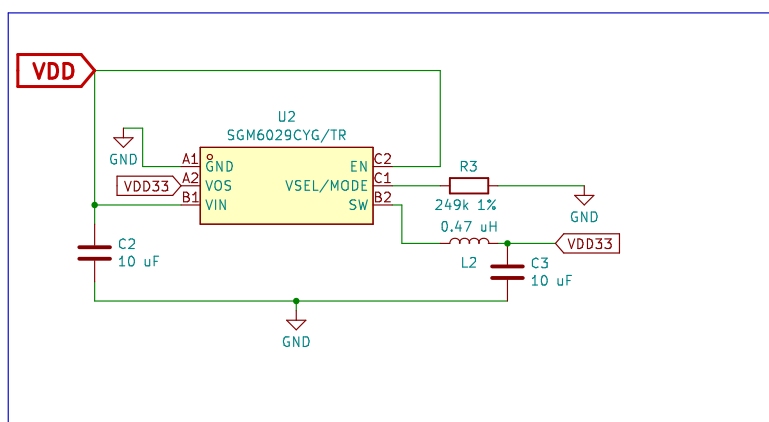 VDD
U2
SGM6029CYG/TR
GND
A1
GND
EN
C2
VDD33
A2
VOS
VSEL/MODE
C1
B1
VIN
SW
B2
R3
249k 1%
GND
0.47 uH
L2
VDD33
C2
10 uF
C3
10 uF
GND